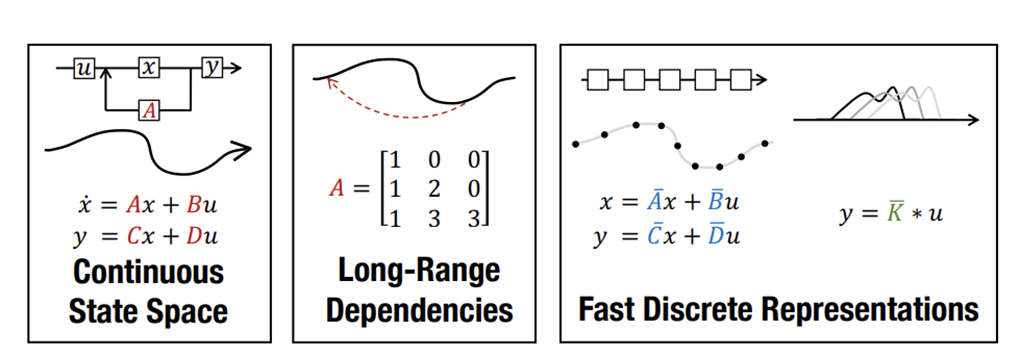 u x y
A
ẋ = Ax + Bu
y = Cx + Du
Continuous
State Space
A = [1 0 0
1 2 0
1 3 3]
Long-Range
Dependencies
x = A̅x + B̅u
y = C̅x + D̅u
y = K̅ * u
Fast Discrete Representations